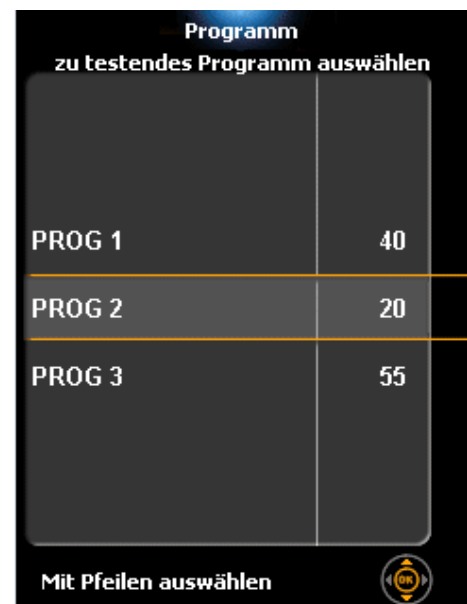 Programm
zu testendes Programm auswählen
PROG 1 40
PROG 2 20
PROG 3 55
Mit Pfeilen auswählen OK